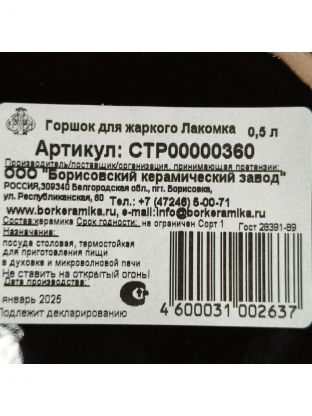 Горшок для жаркого Лакомка 0,5 л
Артикул: СТР00000360
Производитель/поставщик/организация, принимающая претензии:
ООО "Борисовский керамический завод"
РОССИЯ,309340 Белгородская обл., пгт. Борисовка,
ул. Республиканская, 60 Тел.: +7 (47246) 5-00-71
www.borkeramika.ru e-mail:info@borkeramika.ru
Состав:керамика Срок годности: не ограничен Сорт 1 Гост 28391-89
Назначение:
посуда столовая, термостойкая
для приготовления пищи
в духовке и микроволновой печи
Не ставить на открытый огонь!
Дата производства:
январь 2025
Подлежит декларированию
4 600031 002637